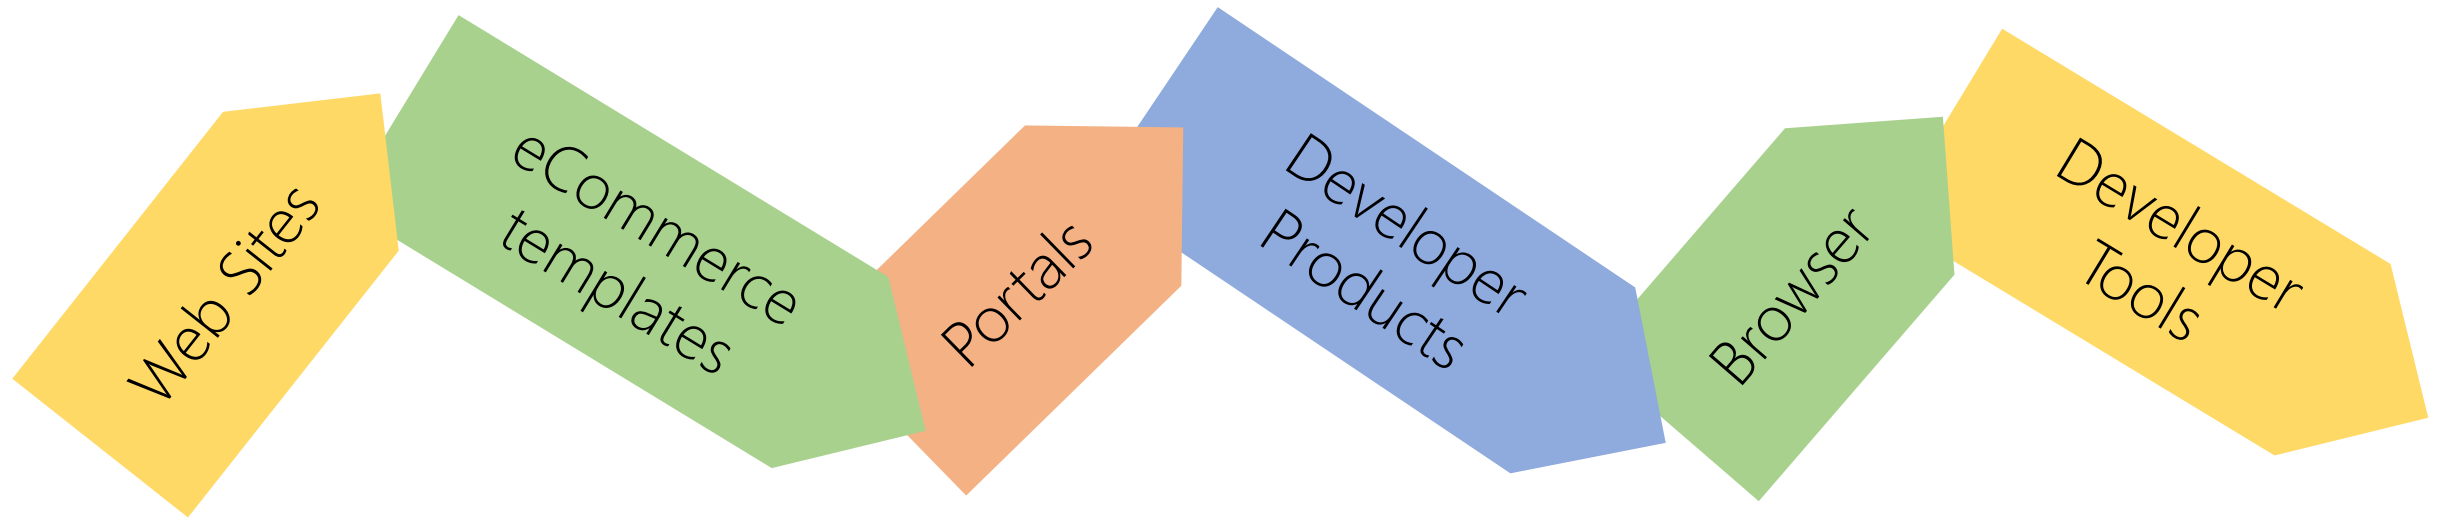 Web Sites
eCommerce
templates
Portals
Developer
Products
Browser
Developer
Tools